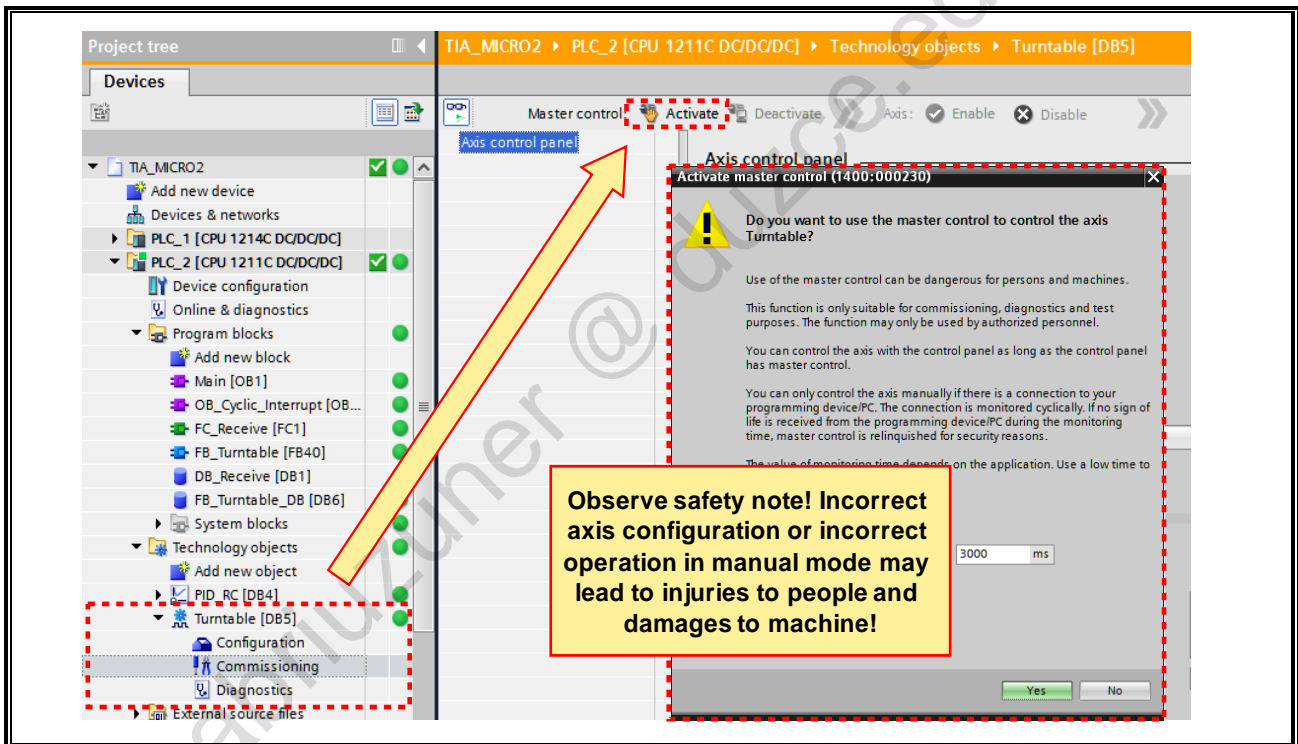 Project tree
TIA_MICRO2 ▸ PLC_2 [CPU 1211C DC/DC/DC] ▸ Technology objects ▸ Turntable [DB5]
Devices
Master control: Activate Deactivate Axis: Enable Disable
Axis control panel
Axis control panel
TIA_MICRO2
Add new device
Devices & networks
PLC_1 [CPU 1214C DC/DC/DC]
PLC_2 [CPU 1211C DC/DC/DC]
Device configuration
Online & diagnostics
Program blocks
Add new block
Main [OB1]
OB_Cyclic_Interrupt [OB...
FC_Receive [FC1]
FB_Turntable [FB40]
DB_Receive [DB1]
FB_Turntable_DB [DB6]
System blocks
Technology objects
Add new object
PID_RC [DB4]
Turntable [DB5]
Configuration
Commissioning
Diagnostics
External source files
Activate master control (1400:000230)
Do you want to use the master control to control the axis
Turntable?
Use of the master control can be dangerous for persons and machines.
This function is only suitable for commissioning, diagnostics and test
purposes. The function may only be used by authorized personnel.
You can control the axis with the control panel as long as the control panel
has master control.
You can only control the axis manually if there is a connection to your
programming device/PC. The connection is monitored cyclically. If no sign of
life is received from the programming device/PC during the monitoring
time, master control is relinquished for security reasons.
The value of monitoring time depends on the application. Use a low time to
3000 ms
Yes No
Observe safety note! Incorrect
axis configuration or incorrect
operation in manual mode may
lead to injuries to people and
damages to machine!
abriuzuner @ duzce.ed